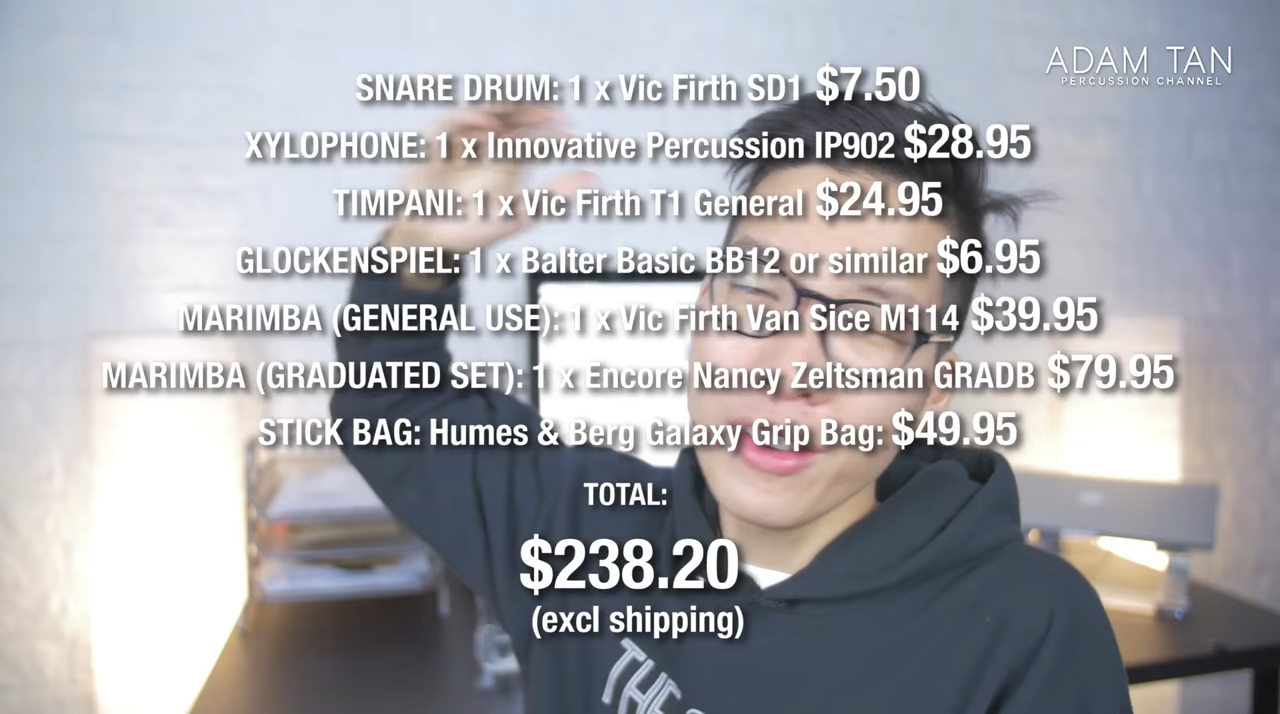 ADAM TAN
PERCUSSION CHANNEL
SNARE DRUM: 1 x Vic Firth SD1 $7.50
XYLOPHONE: 1 x Innovative Percussion IP902 $28.95
TIMPANI: 1 x Vic Firth T1 General $24.95
GLOCKENSPIEL: 1 x Balter Basic BB12 or similar $6.95
MARIMBA (GENERAL USE): 1 x Vic Firth Van Sice M114 $39.95
MARIMBA (GRADUATED SET): 1 x Encore Nancy Zeltsman GRADB $79.95
STICK BAG: Humes & Berg Galaxy Grip Bag: $49.95
TOTAL:
$238.20
(excl shipping)
THE